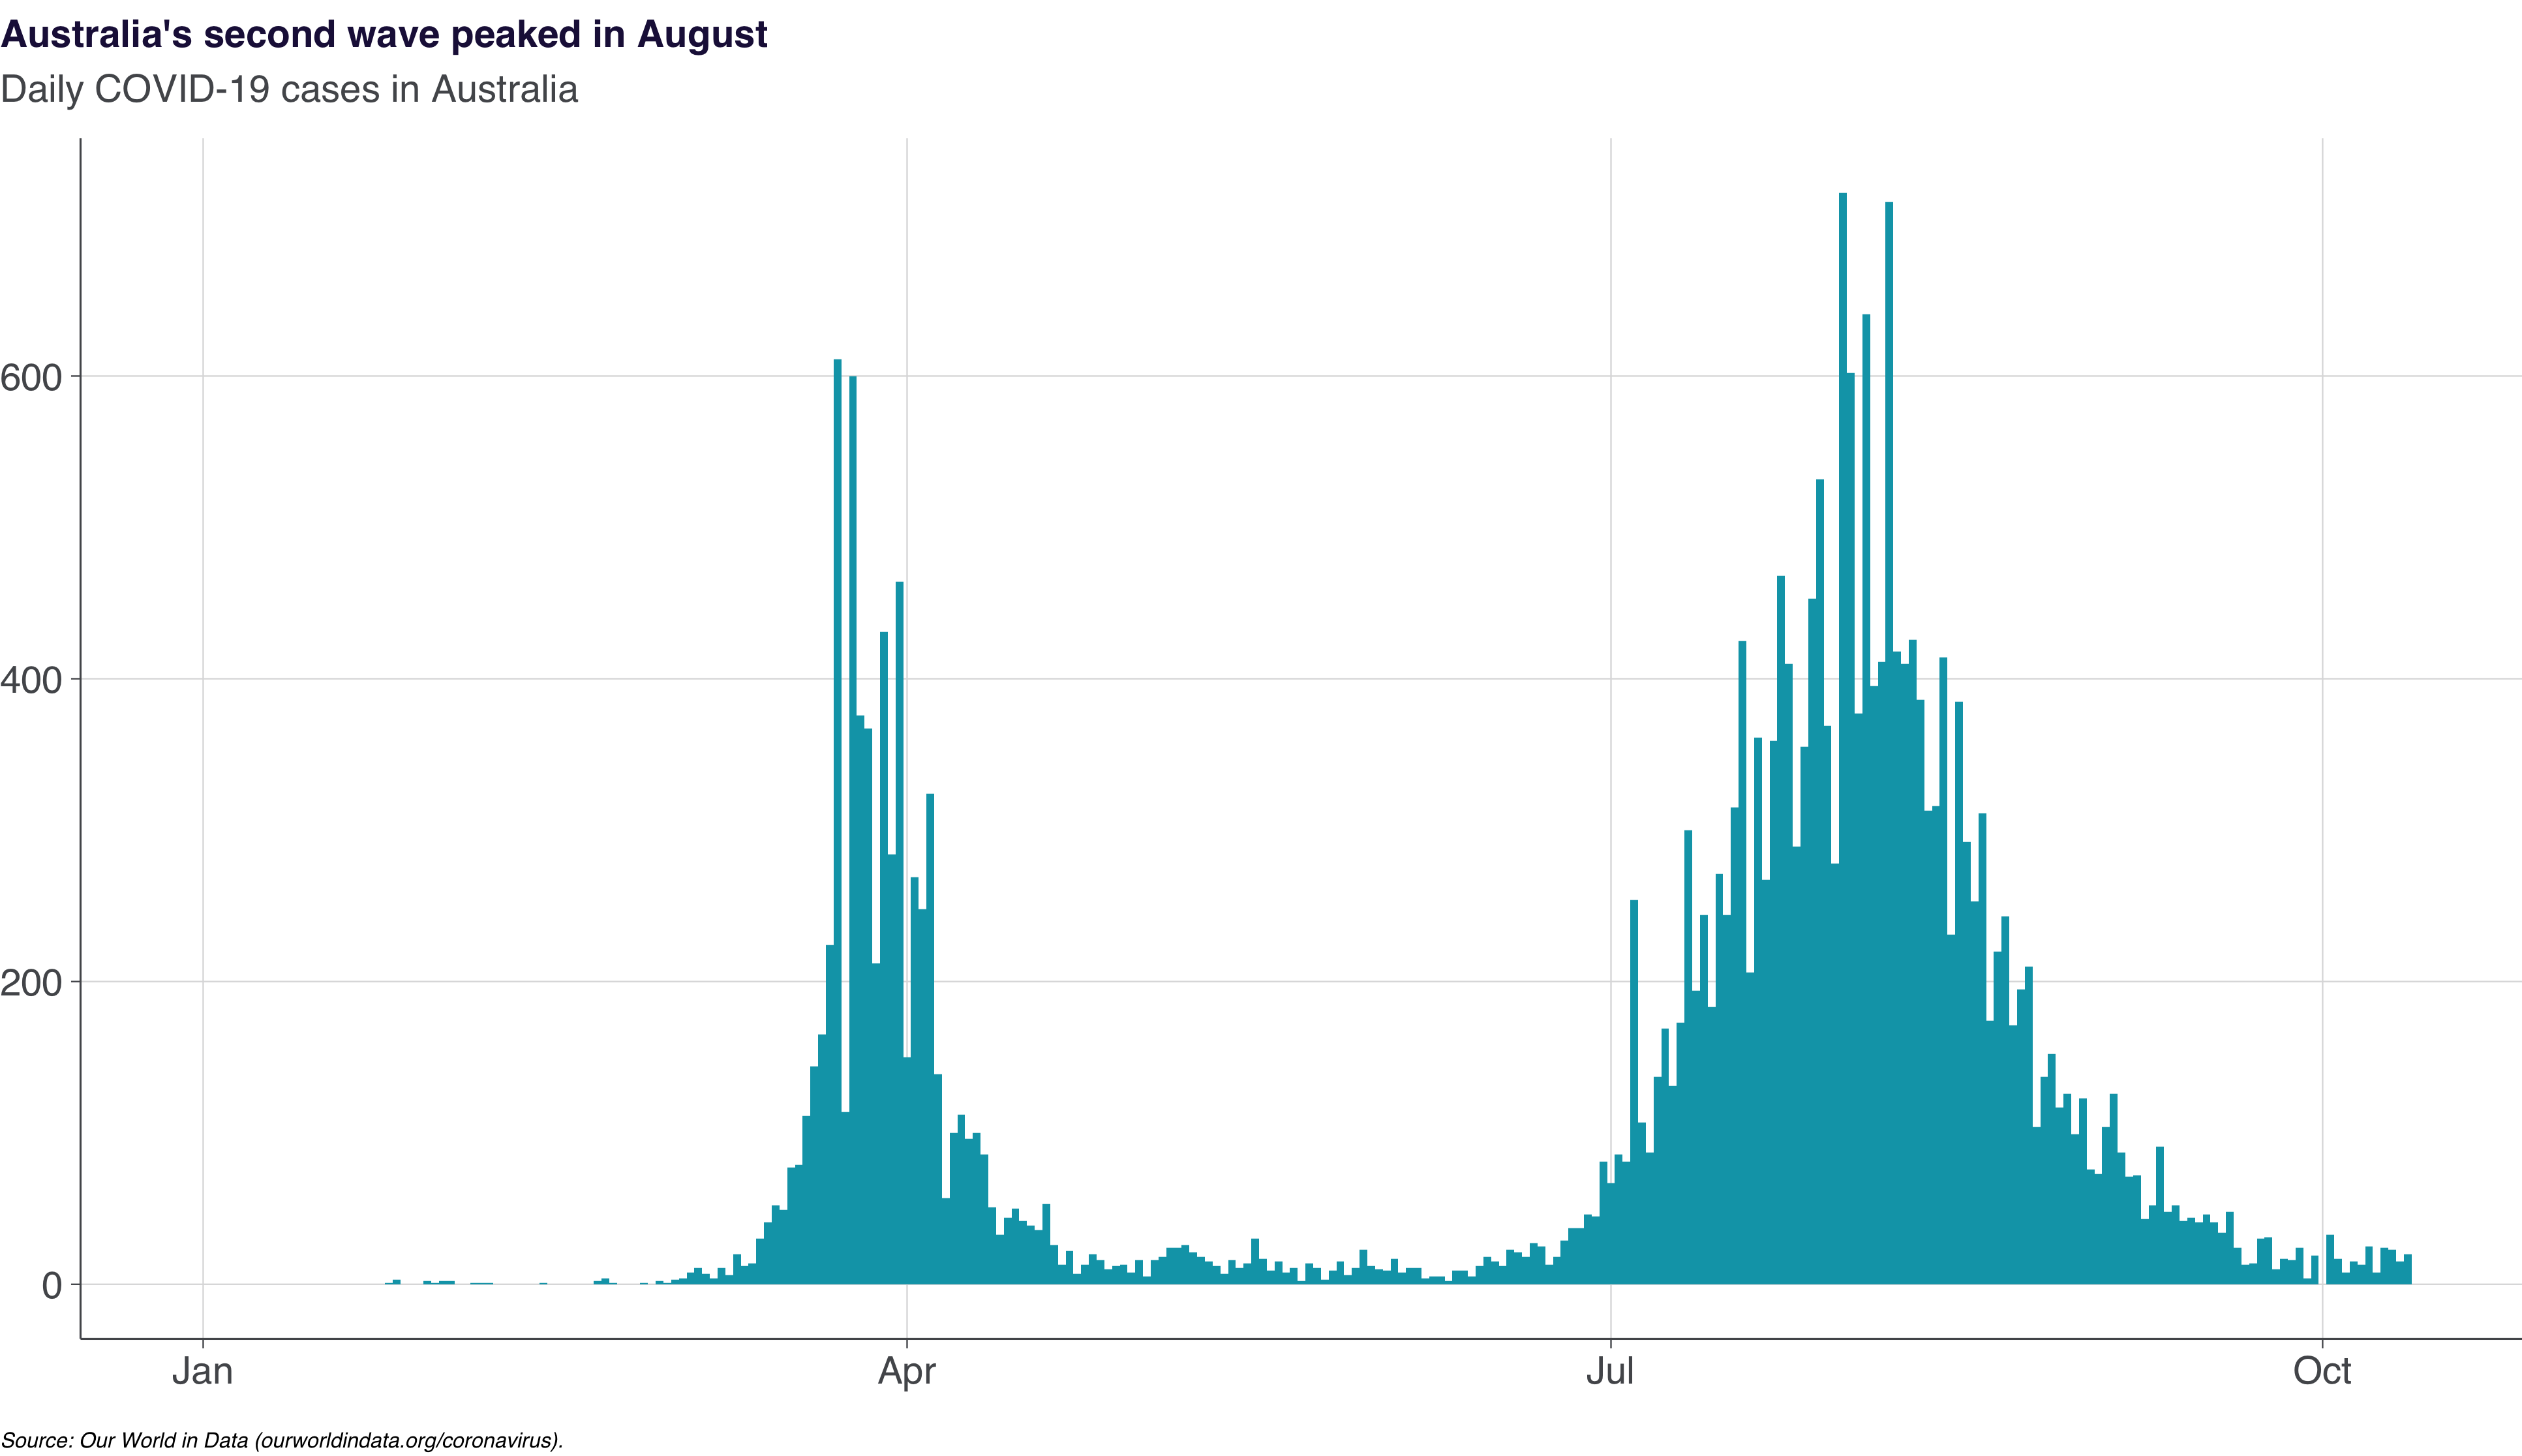 Australia's second wave peaked in August
Daily COVID-19 cases in Australia
600
400
200
0
Jan Apr Jul Oct
Source: Our World in Data (ourworldindata.org/coronavirus).